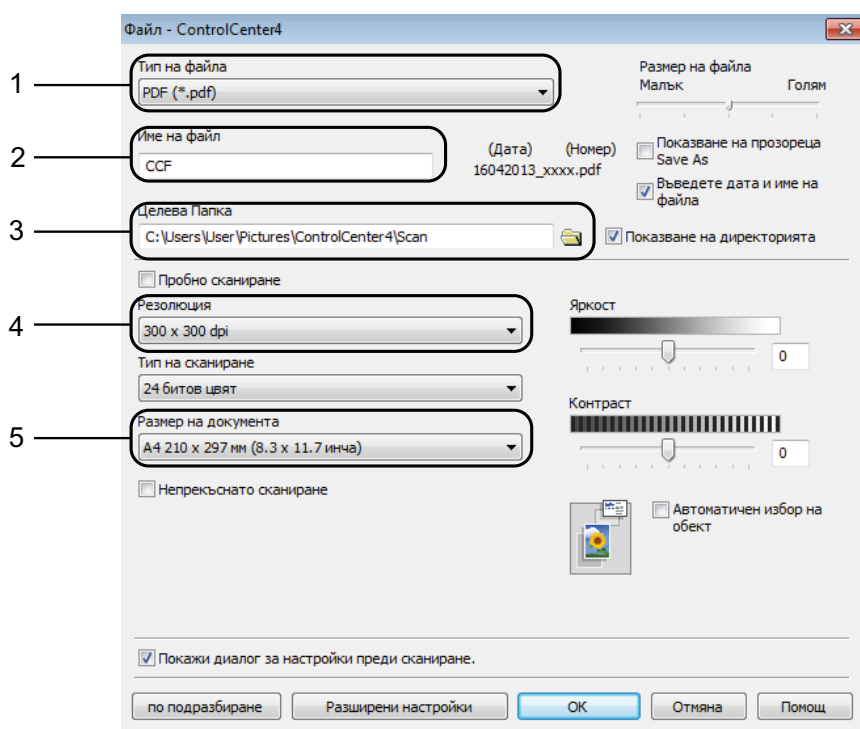 Файл - ControlCenter4
1
Тип на файла
PDF (*.pdf)
Размер на файла
Малък Голям
2
Име на файл
CCF
(Дата) (Номер)
16042013_xxxx.pdf
Показване на прозореца
Save As
Въведете дата и име на
файла
3
Целева Папка
C:\Users\User\Pictures\ControlCenter4\Scan
Показване на директорията
Пробно сканиране
4
Резолюция
300 x 300 dpi
Тип на сканиране
24 битов цвят
5
Размер на документа
A4 210 x 297 мм (8.3 x 11.7 инча)
Непрекъснато сканиране
Яркост
0
Контраст
0
Автоматичен избор на
обект
Покажи диалог за настройки преди сканиране.
по подразбиране Разширени настройки OK Отмяна Помощ